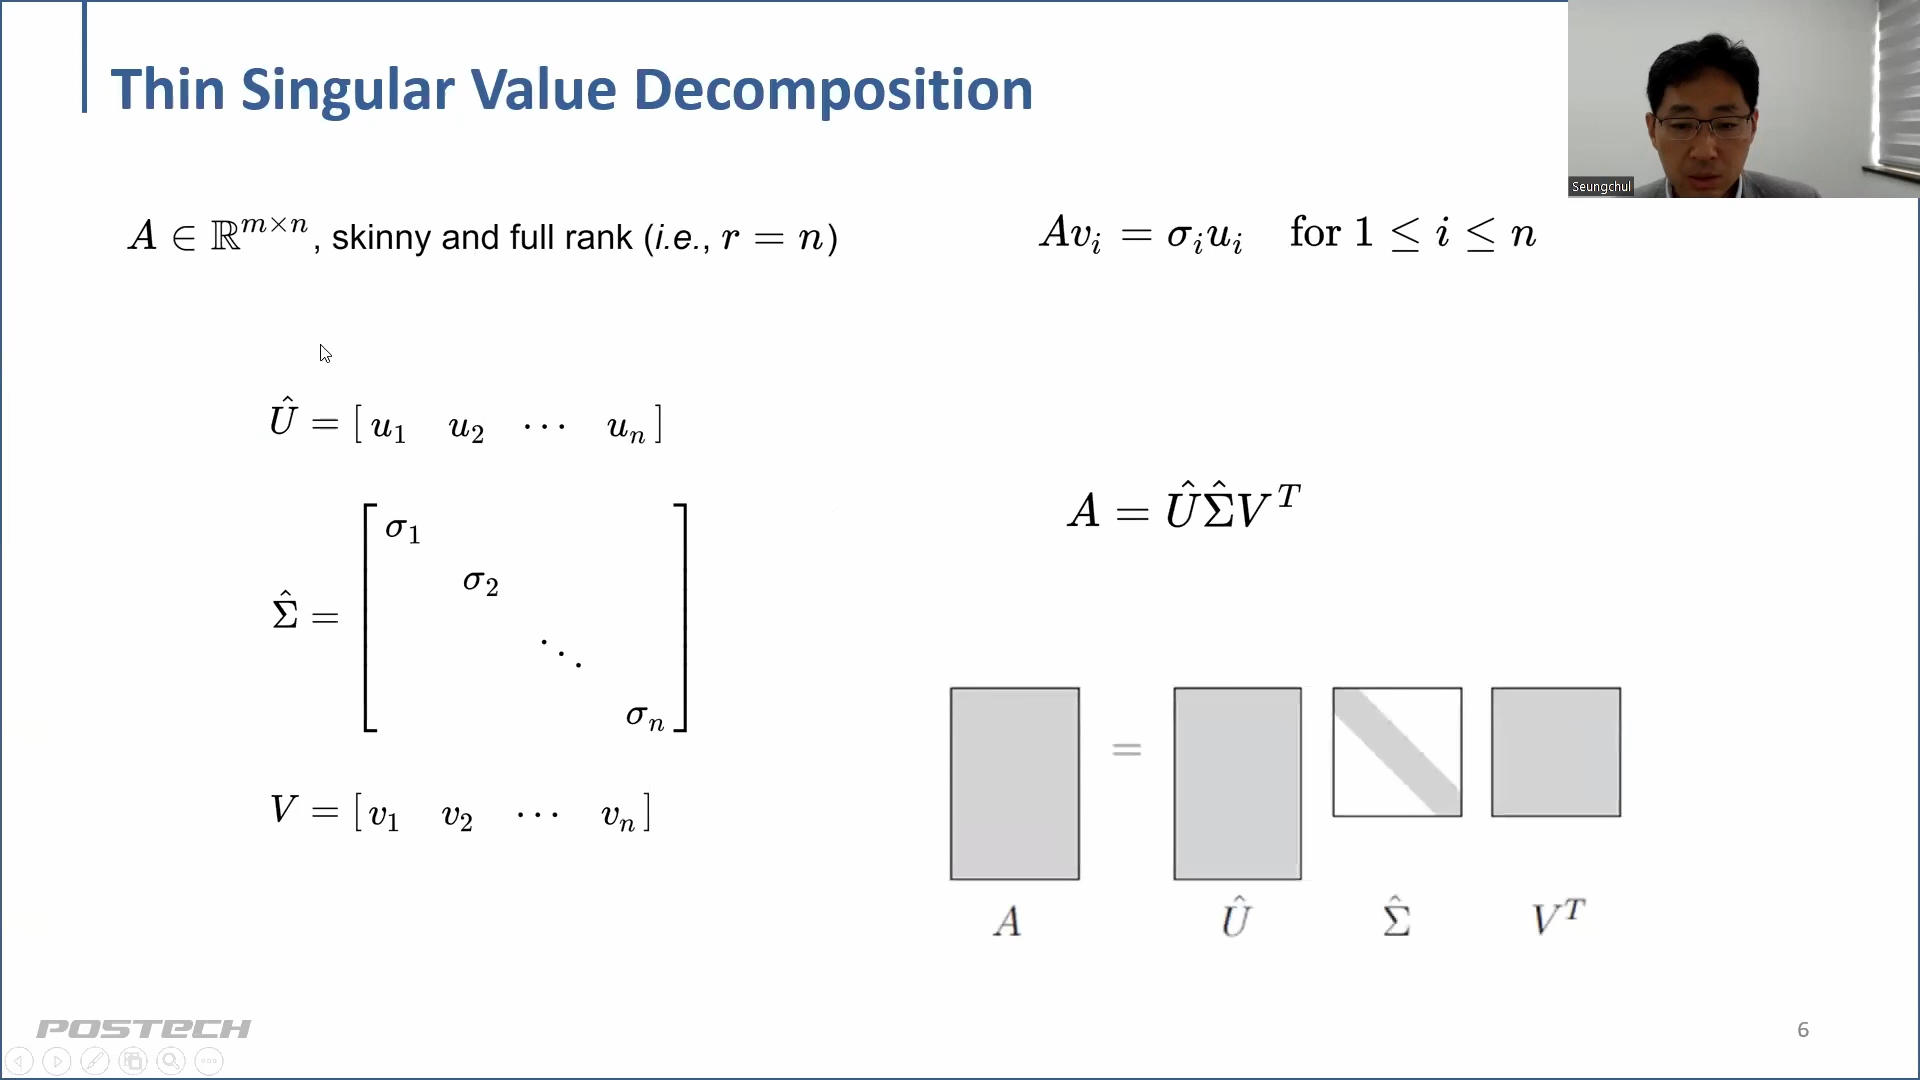 Thin Singular Value Decomposition
Seungchul
A ∈ ℝ^{m×n}, skinny and full rank (i.e., r = n)
Av_i = σ_i u_i for 1 ≤ i ≤ n
Û = [ u_1 u_2 ⋯ u_n ]
A = Û Σ̂ V^T
Σ̂ = [ σ_1 σ_2 ⋱ σ_n ]
V = [ v_1 v_2 ⋯ v_n ]
=
A Û Σ̂ V^T
POSTECH
6